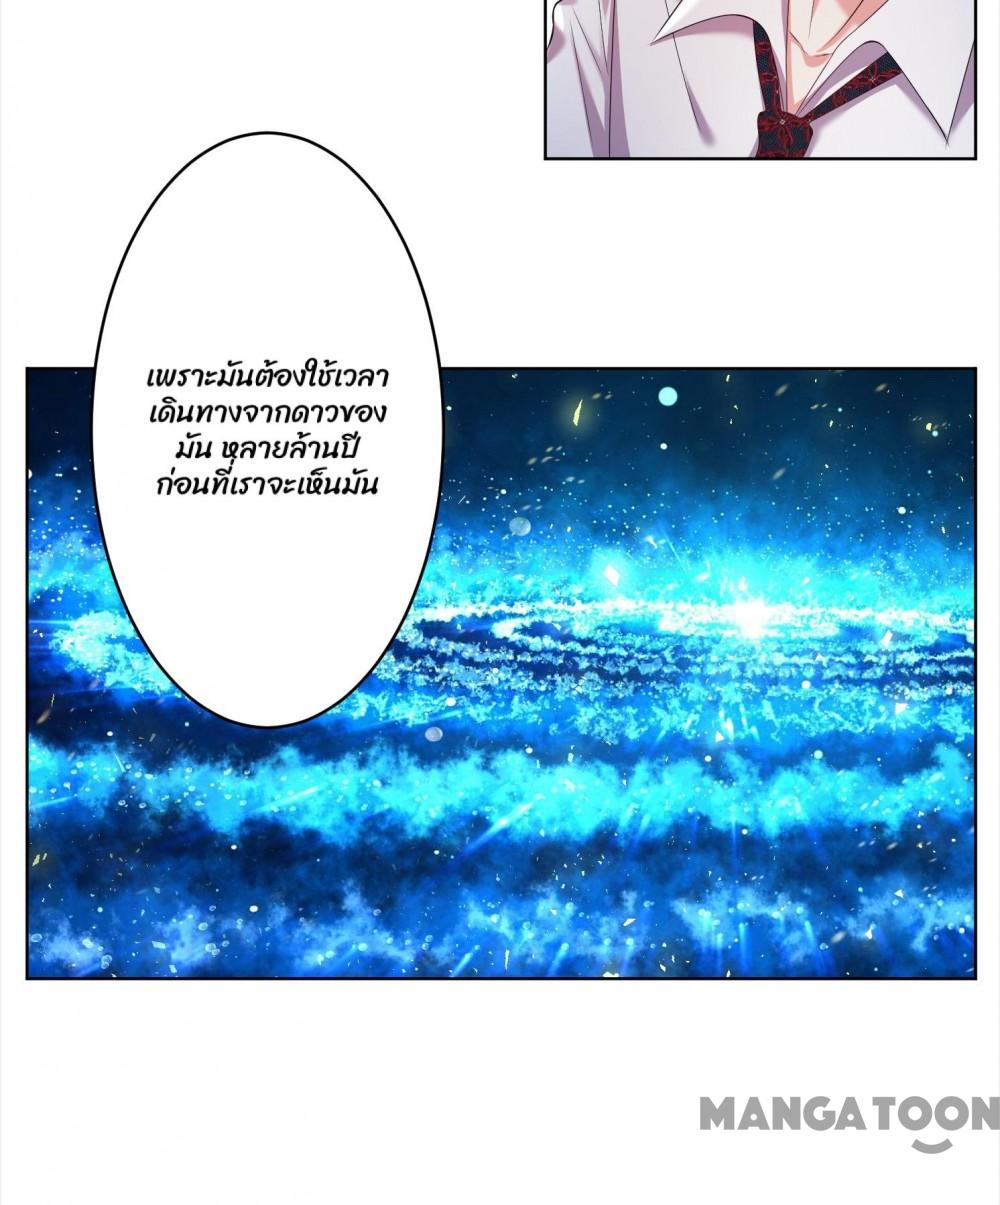 เพราะมันต้องใช้เวลา
เดินทางจากดาวของ
มัน หลายล้านปี
ก่อนที่เราจะเห็นมัน
MANGATOON